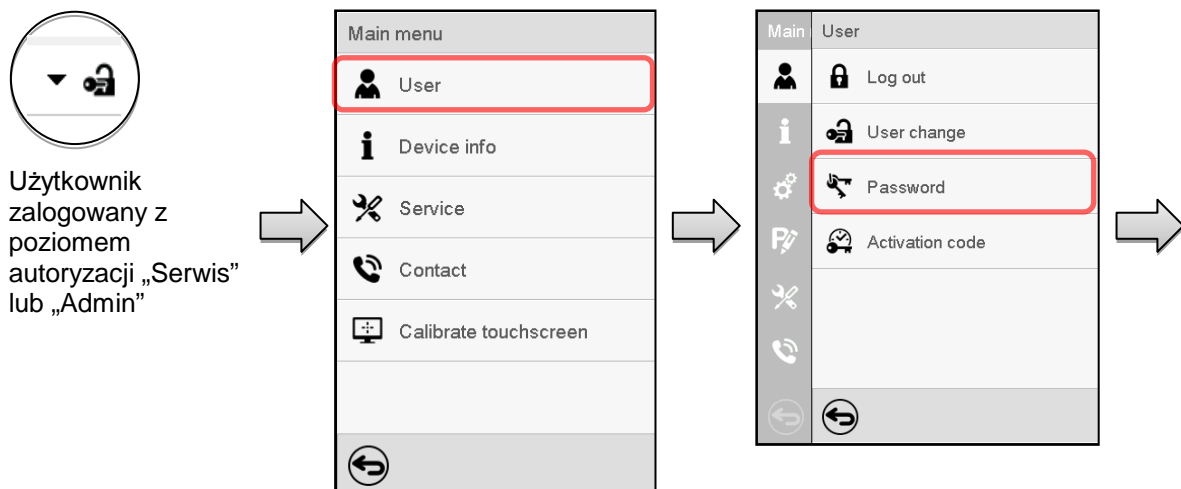 Użytkownik
zalogowany z
poziomem
autoryzacji „Serwis”
lub „Admin”
Main menu
User
Device info
Service
Contact
Calibrate touchscreen
Main
User
Log out
User change
Password
Activation code